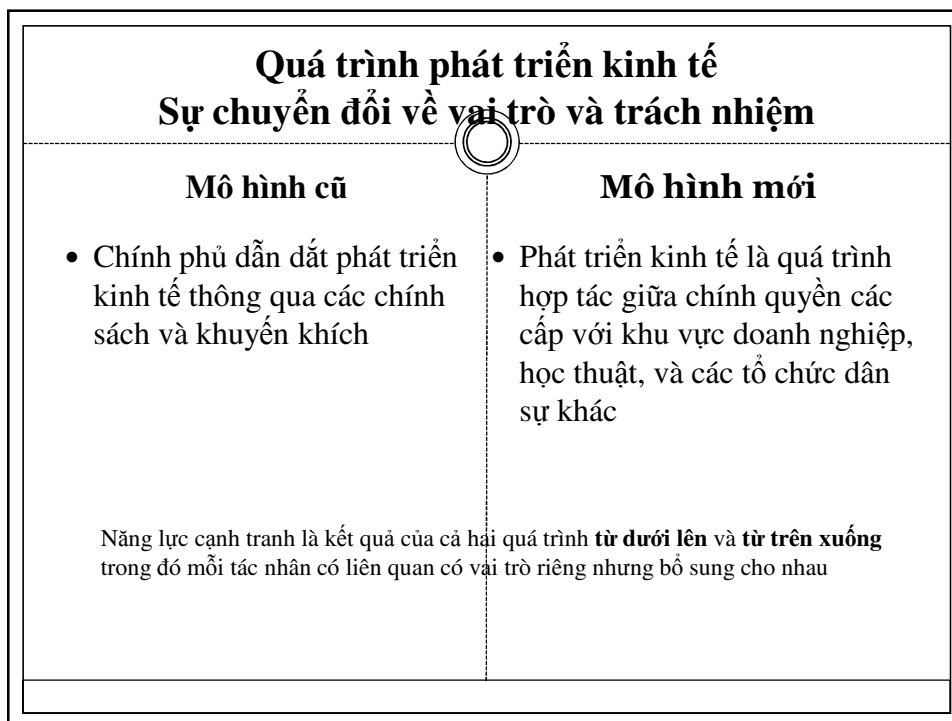 Quá trình phát triển kinh tế
Sự chuyển đổi về vai trò và trách nhiệm
Mô hình cũ
• Chính phủ dẫn dắt phát triển
kinh tế thông qua các chính
sách và khuyến khích
Mô hình mới
• Phát triển kinh tế là quá trình
hợp tác giữa chính quyền các
cấp với khu vực doanh nghiệp,
học thuật, và các tổ chức dân
sự khác
Năng lực cạnh tranh là kết quả của cả hai quá trình từ dưới lên và từ trên xuống
trong đó mỗi tác nhân có liên quan có vai trò riêng nhưng bổ sung cho nhau